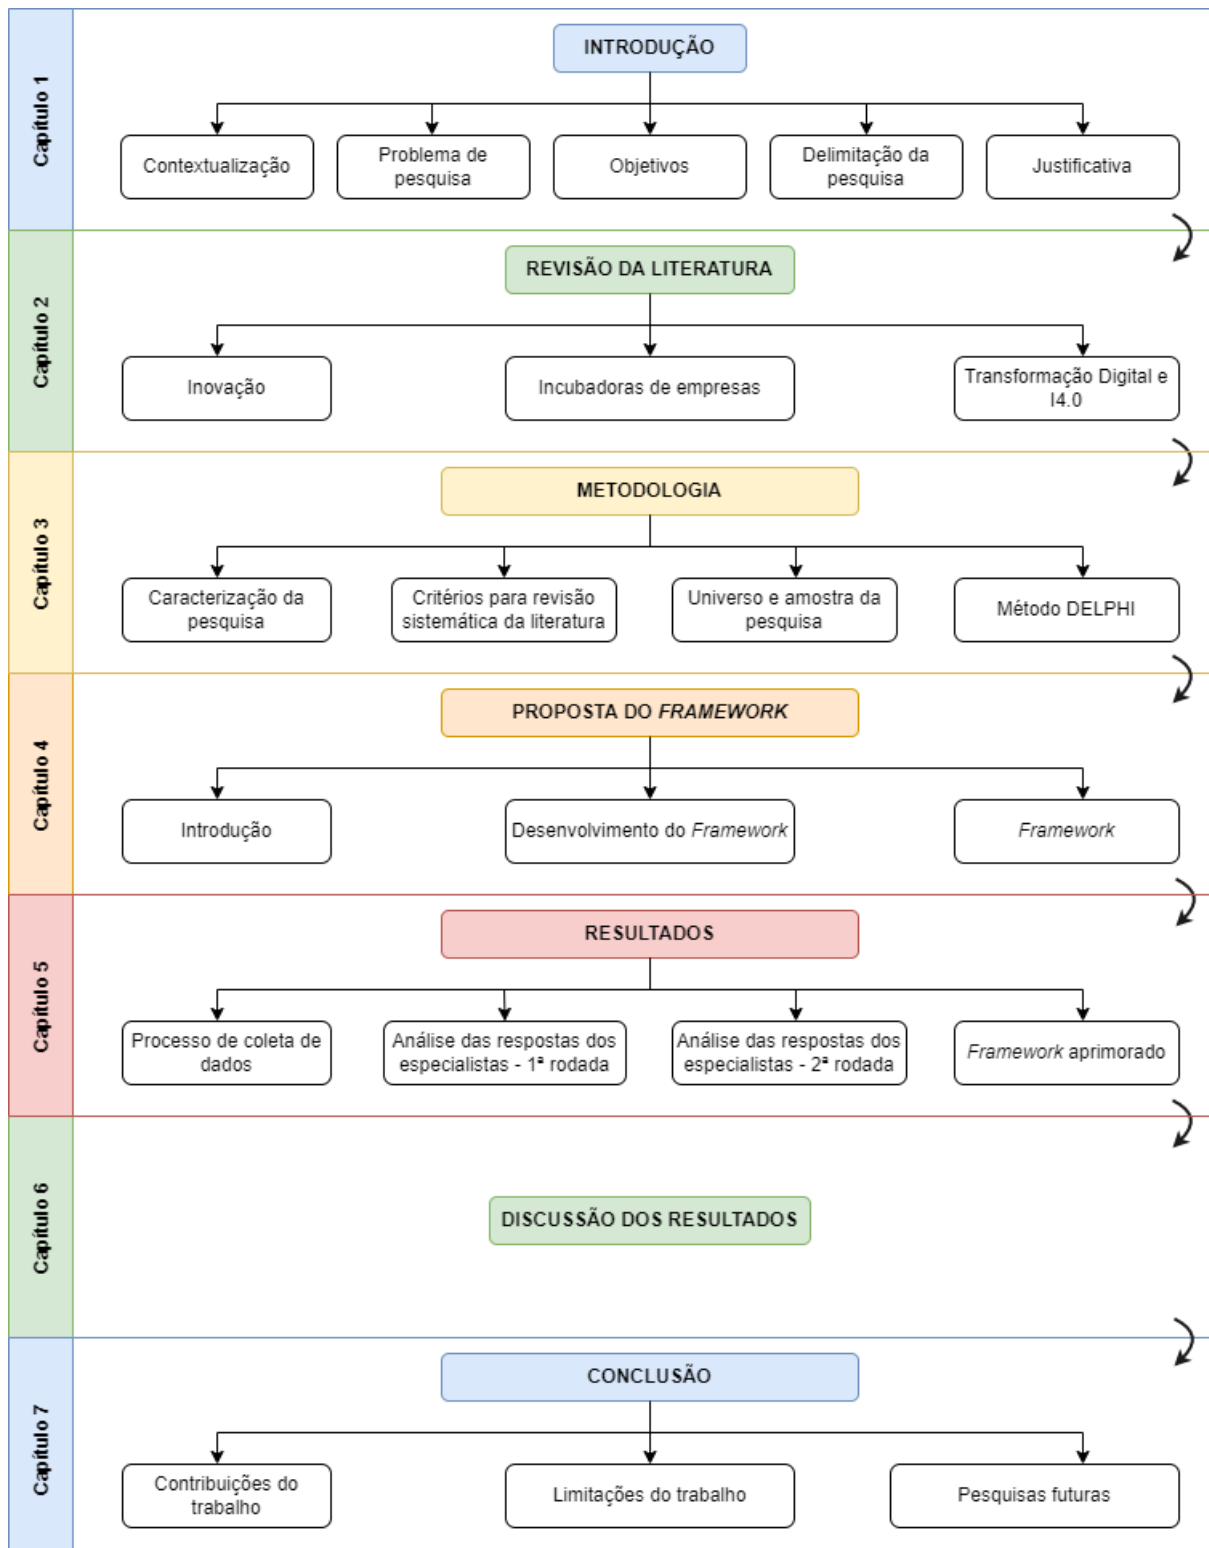 Capítulo 1
INTRODUÇÃO
Contextualização
Problema de
pesquisa
Objetivos
Delimitação da
pesquisa
Justificativa
Capítulo 2
REVISÃO DA LITERATURA
Inovação
Incubadoras de empresas
Transformação Digital e
I4.0
Capítulo 3
METODOLOGIA
Caracterização da
pesquisa
Critérios para revisão
sistemática da literatura
Universo e amostra da
pesquisa
Método DELPHI
Capítulo 4
PROPOSTA DO FRAMEWORK
Introdução
Desenvolvimento do Framework
Framework
Capítulo 5
RESULTADOS
Processo de coleta de
dados
Análise das respostas dos
especialistas - 1ª rodada
Análise das respostas dos
especialistas - 2ª rodada
Framework aprimorado
Capítulo 6
DISCUSSÃO DOS RESULTADOS
Capítulo 7
CONCLUSÃO
Contribuições do
trabalho
Limitações do trabalho
Pesquisas futuras